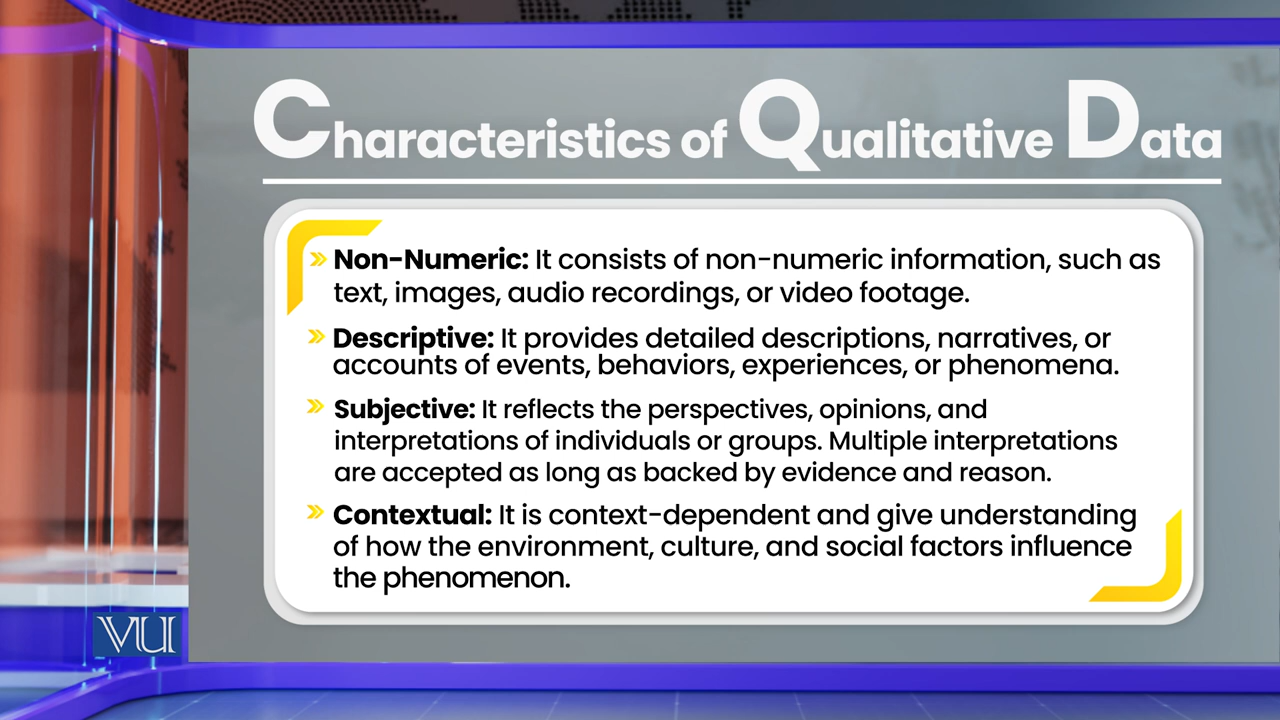 Characteristics of Qualitative Data
Non-Numeric: It consists of non-numeric information, such as
text, images, audio recordings, or video footage.
Descriptive: It provides detailed descriptions, narratives, or
accounts of events, behaviors, experiences, or phenomena.
Subjective: It reflects the perspectives, opinions, and
interpretations of individuals or groups. Multiple interpretations
are accepted as long as backed by evidence and reason.
Contextual: It is context-dependent and give understanding
of how the environment, culture, and social factors influence
the phenomenon.
VU